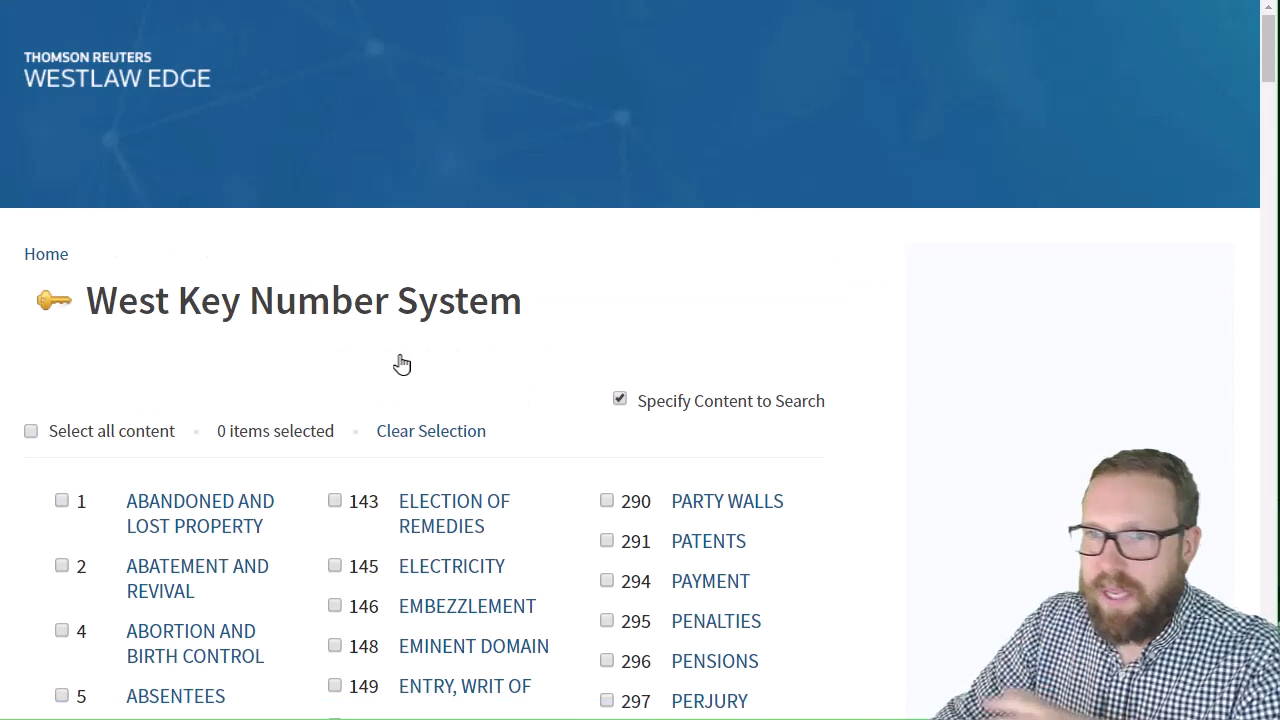 THOMSON REUTERS
WESTLAW EDGE
Home
West Key Number System
Specify Content to Search
Select all content
0 items selected
Clear Selection
1 ABANDONED AND
LOST PROPERTY
2 ABATEMENT AND
REVIVAL
4 ABORTION AND
BIRTH CONTROL
5 ABSENTEES
143 ELECTION OF
REMEDIES
145 ELECTRICITY
146 EMBEZZLEMENT
148 EMINENT DOMAIN
149 ENTRY, WRIT OF
290 PARTY WALLS
291 PATENTS
294 PAYMENT
295 PENALTIES
296 PENSIONS
297 PERJURY